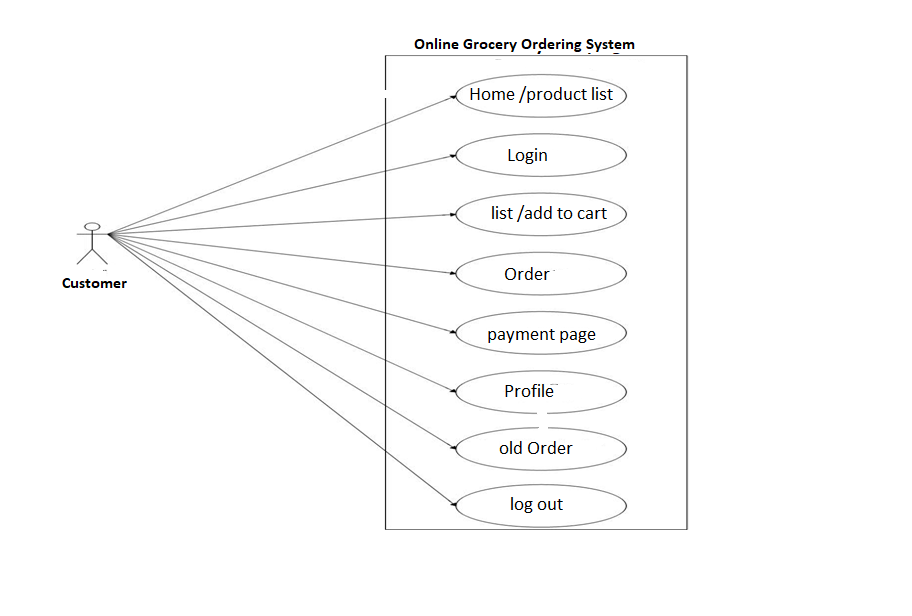 Online Grocery Ordering System
Home /product list
Login
list /add to cart
Order
payment page
Profile
old Order
log out
Customer